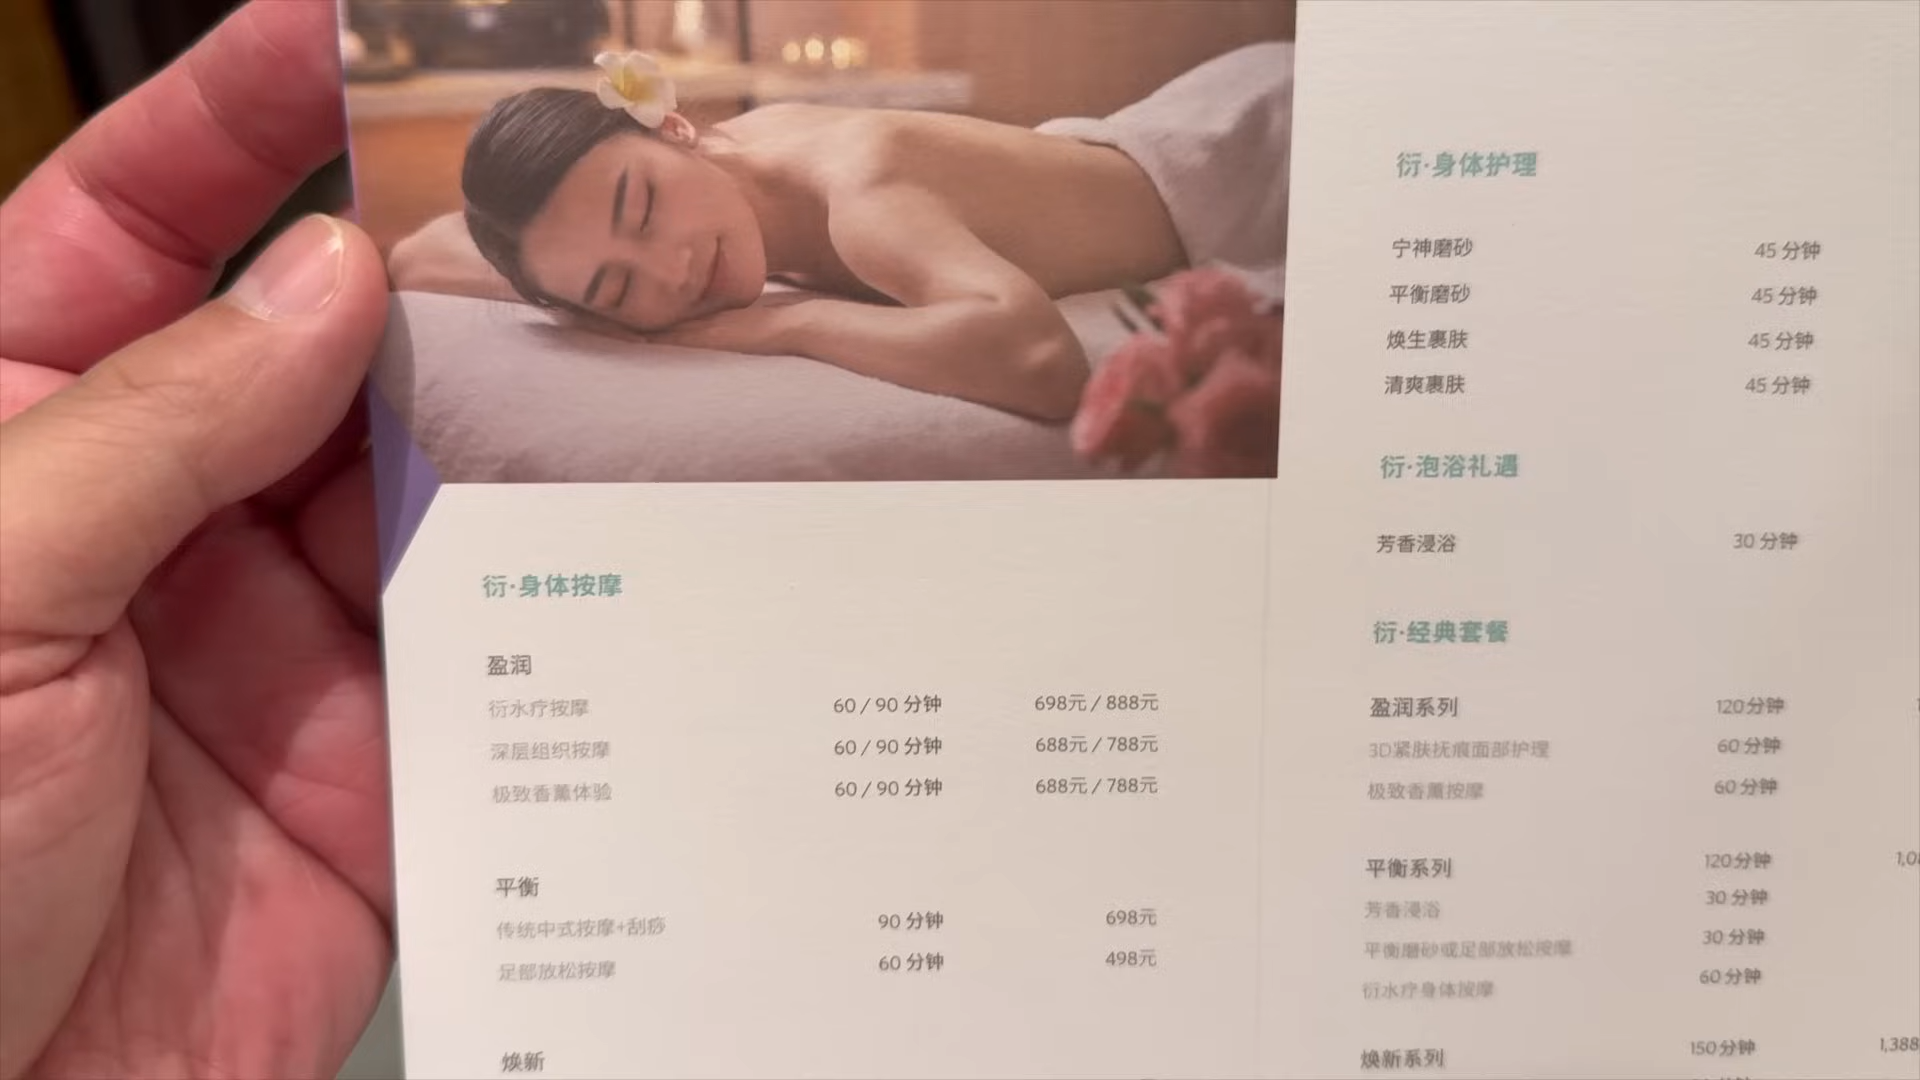 衍·身体按摩
盈润
衍水疗按摩 60 / 90 分钟 698元 / 888元
深层组织按摩 60 / 90 分钟 688元 / 788元
极致香薰体验 60 / 90 分钟 688元 / 788元
平衡
传统中式按摩+刮痧 90 分钟 698元
足部放松按摩 60 分钟 498元
焕新
衍·身体护理
宁神磨砂 45 分钟
平衡磨砂 45 分钟
焕生裹肤 45 分钟
清爽裹肤 45 分钟
衍·泡浴礼遇
芳香浸浴 30 分钟
衍·经典套餐
盈润系列 120分钟
3D紧肤抚痕面部护理 60 分钟
极致香薰按摩 60 分钟
平衡系列 120分钟
芳香浸浴 30 分钟
平衡磨砂或足部放松按摩 30 分钟
衍水疗身体按摩 60 分钟
焕新系列 150分钟 1,388